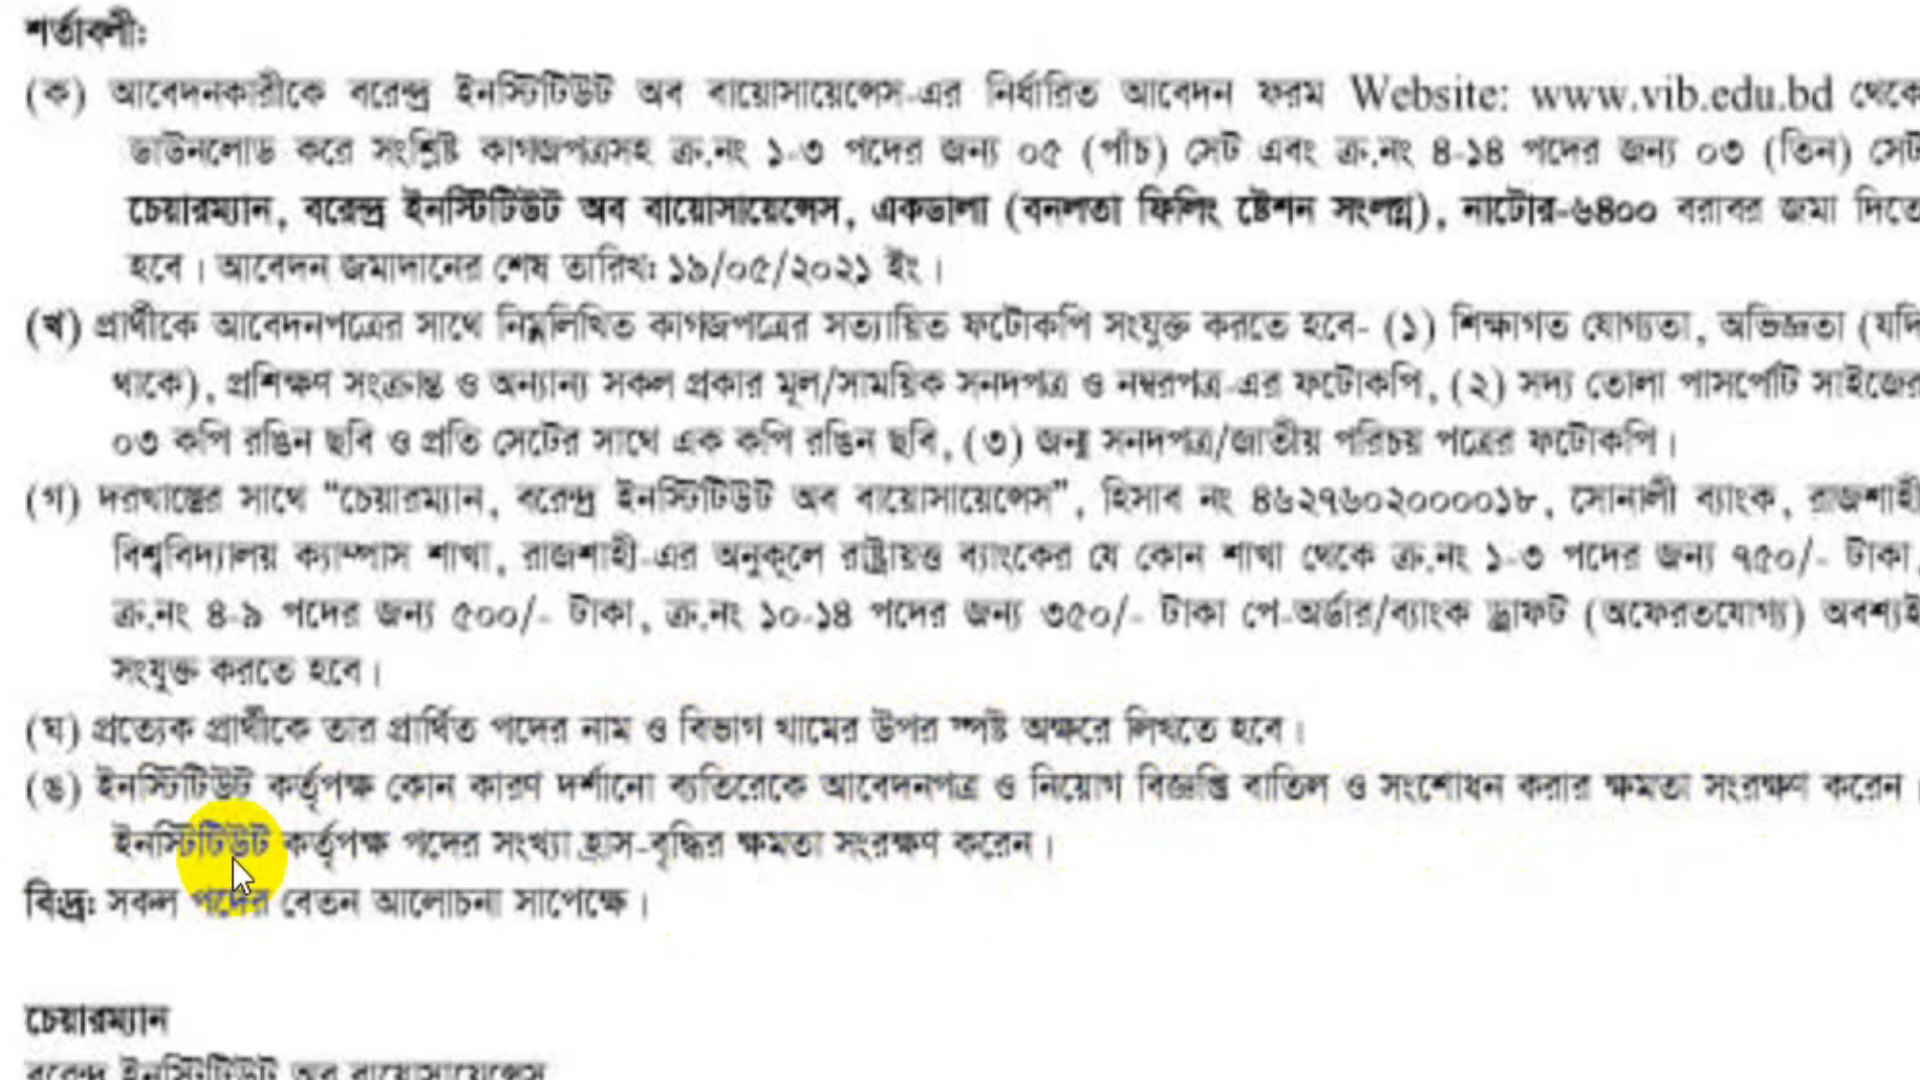 শর্তাবলী:
(ক) আবেদনকারীকে বরেন্দ্র ইনস্টিটিউট অব বায়োসায়েন্সেস-এর নির্ধারিত আবেদন ফরম Website: www.vib.edu.bd থেকে
ডাউনলোড করে সংশ্লিষ্ট কাগজপত্রসহ ক্র.নং ১-৩ পদের জন্য ০৫ (পাঁচ) সেট এবং ক্র.নং ৪-১৪ পদের জন্য ০৩ (তিন) সেট
চেয়ারম্যান, বরেন্দ্র ইনস্টিটিউট অব বায়োসায়েন্সেস, একডালা (বনলতা ফিলিং ষ্টেশন সংলগ্ন), নাটোর-৬৪০০ বরাবর জমা দিতে
হবে। আবেদন জমাদানের শেষ তারিখ: ১৯/০৫/২০২১ ইং।
(খ) প্রার্থীকে আবেদনপত্রের সাথে নিম্নলিখিত কাগজপত্রের সত্যায়িত ফটোকপি সংযুক্ত করতে হবে- (১) শিক্ষাগত যোগ্যতা, অভিজ্ঞতা (যদি
থাকে), প্রশিক্ষণ সংক্রান্ত ও অন্যান্য সকল প্রকার মূল/সাময়িক সনদপত্র ও নম্বরপত্র-এর ফটোকপি, (২) সদ্য তোলা পাসপোর্ট সাইজের
০৩ কপি রঙিন ছবি ও প্রতি সেটের সাথে এক কপি রঙিন ছবি, (৩) জন্ম সনদপত্র/জাতীয় পরিচয় পত্রের ফটোকপি।
(গ) দরখাস্তের সাথে “চেয়ারম্যান, বরেন্দ্র ইনস্টিটিউট অব বায়োসায়েন্সেস”, হিসাব নং ৪৬২৭৬০২০০০০১৮, সোনালী ব্যাংক, রাজশাহী
বিশ্ববিদ্যালয় ক্যাম্পাস শাখা, রাজশাহী-এর অনুকূলে রাষ্ট্রায়ত্ত ব্যাংকের যে কোন শাখা থেকে ক্র.নং ১-৩ পদের জন্য ৭৫০/- টাকা,
ক্র.নং ৪-৯ পদের জন্য ৫০০/- টাকা, ক্র.নং ১০-১৪ পদের জন্য ৩৫০/- টাকা পে-অর্ডার/ব্যাংক ড্রাফট (অফেরতযোগ্য) অবশ্যই
সংযুক্ত করতে হবে।
(ঘ) প্রত্যেক প্রার্থীকে তার প্রার্থিত পদের নাম ও বিভাগ খামের উপর স্পষ্ট অক্ষরে লিখতে হবে।
(ঙ) ইনস্টিটিউট কর্তৃপক্ষ কোন কারণ দর্শানো ব্যতিরেকে আবেদনপত্র ও নিয়োগ বিজ্ঞপ্তি বাতিল ও সংশোধন করার ক্ষমতা সংরক্ষণ করেন।
ইনস্টিটিউট কর্তৃপক্ষ পদের সংখ্যা হ্রাস-বৃদ্ধির ক্ষমতা সংরক্ষণ করেন।
বি:দ্র: সকল পদের বেতন আলোচনা সাপেক্ষে।
চেয়ারম্যান
বরেন্দ্র ইনস্টিটিউট অব বায়োসায়েন্সেস